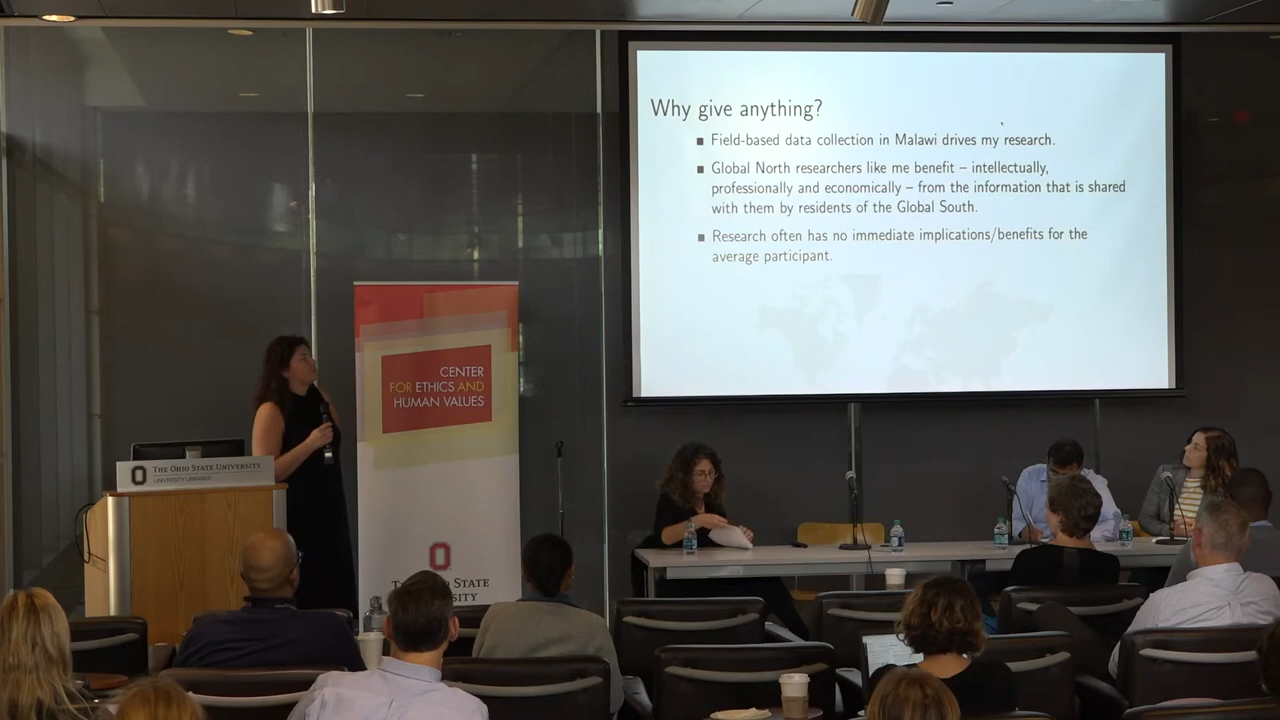 Why give anything?
Field-based data collection in Malawi drives my research.
Global North researchers like me benefit – intellectually,
professionally and economically – from the information that is shared
with them by residents of the Global South.
Research often has no immediate implications/benefits for the
average participant.
CENTER
FOR ETHICS AND
HUMAN VALUES
THE OHIO STATE UNIVERSITY
UNIVERSITY LIBRARIES
STATE